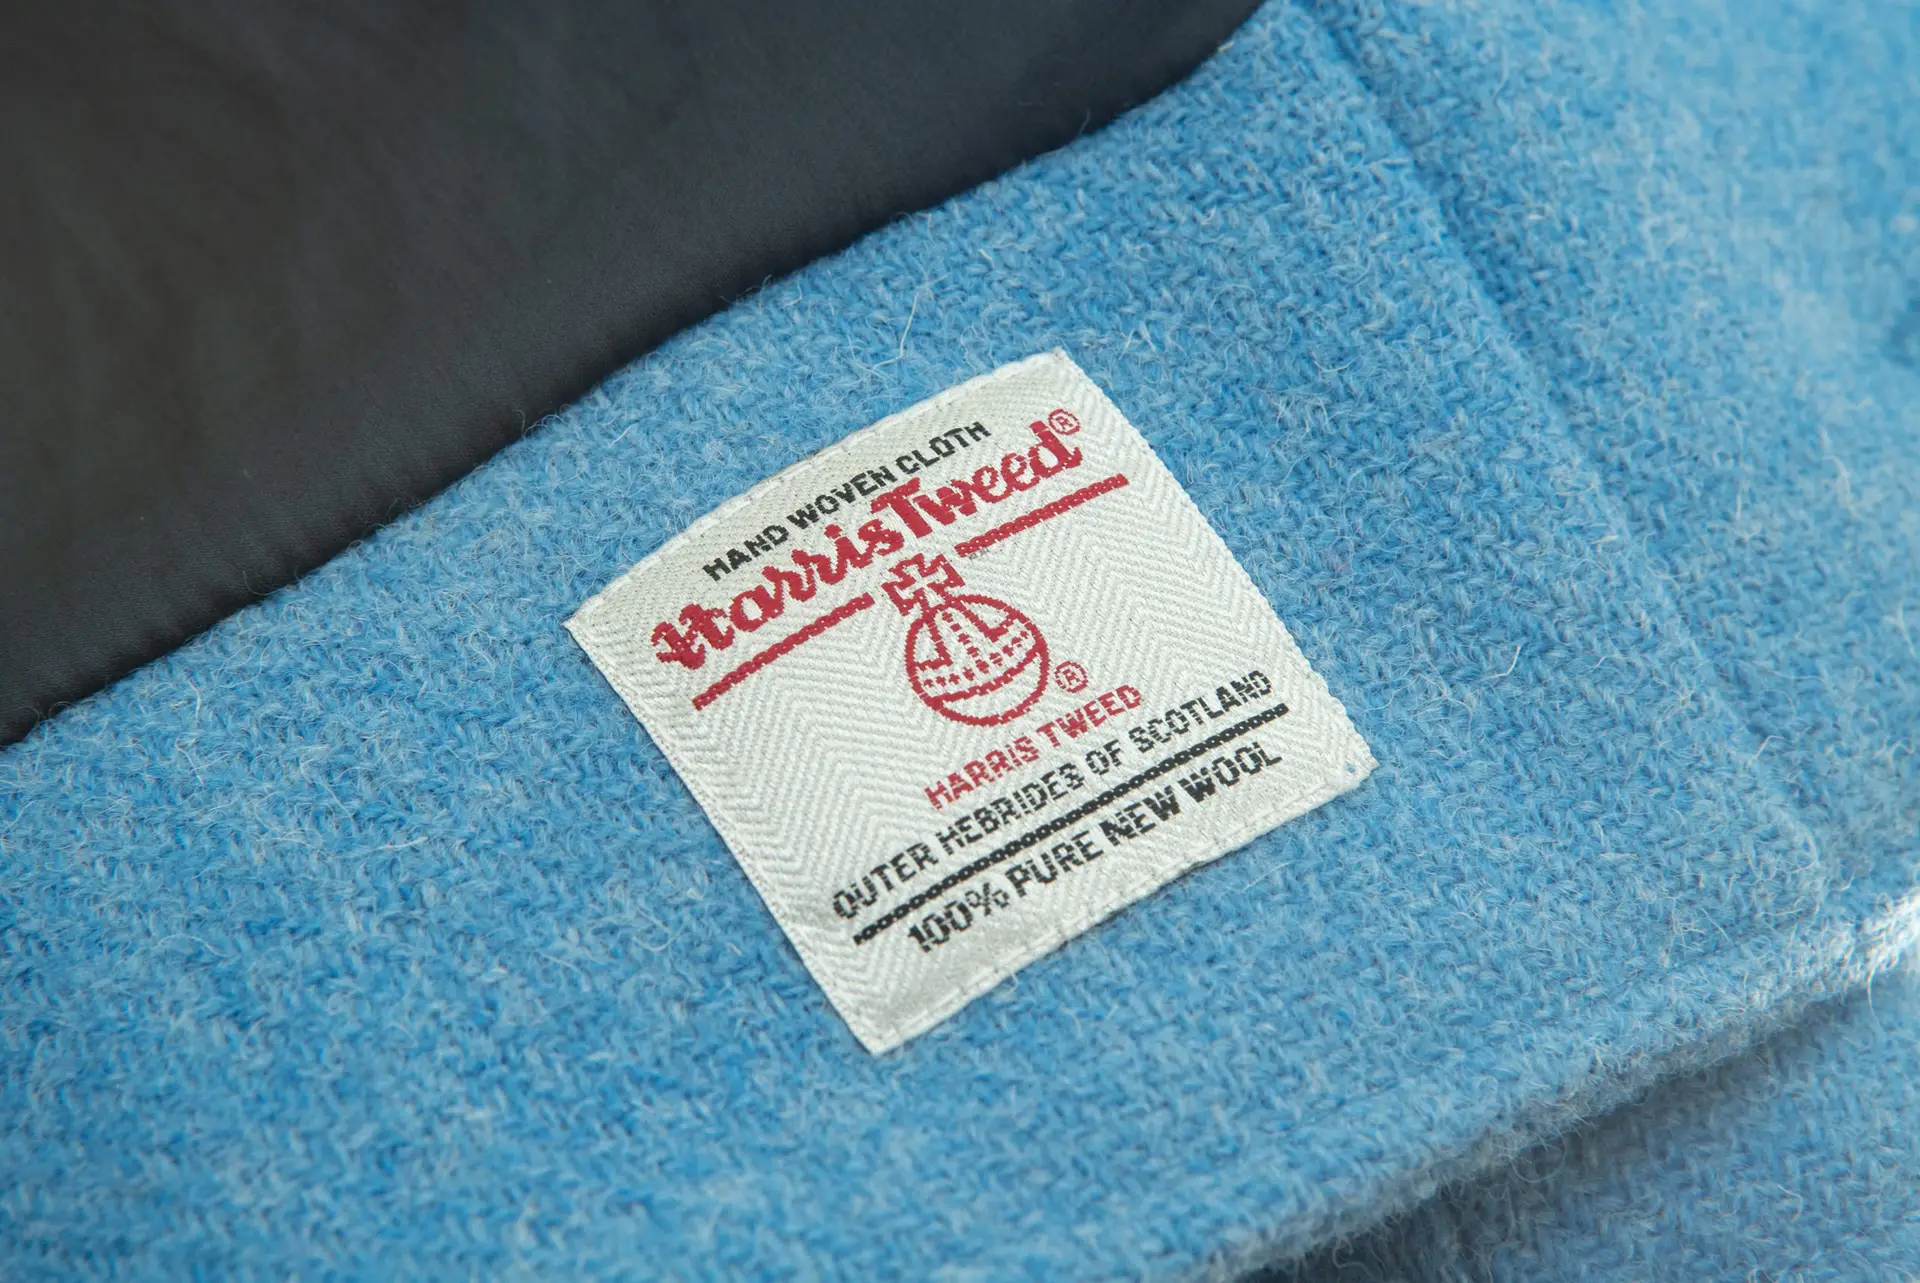 HAND WOVEN CLOTH
Harris Tweed®
®
HARRIS TWEED
OUTER HEBRIDES OF SCOTLAND
100% PURE NEW WOOL